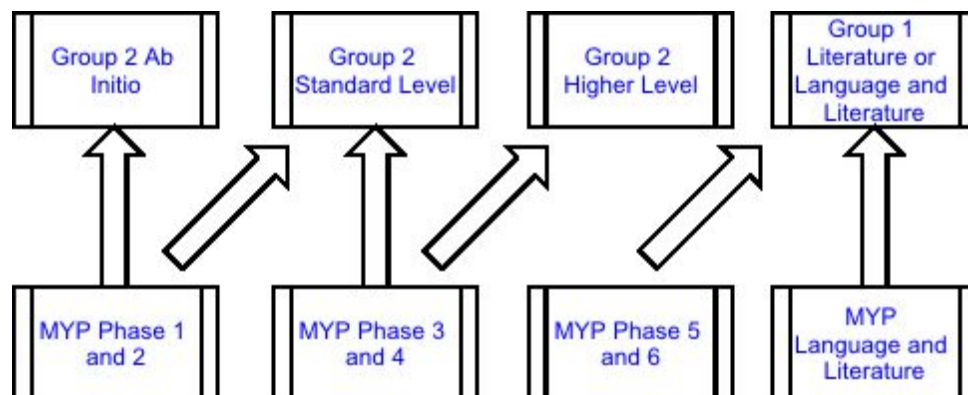 Group 2 Ab
Initio
Group 2
Standard Level
Group 2
Higher Level
Group 1
Literature or
Language and
Literature
MYP Phase 1
and 2
MYP Phase 3
and 4
MYP Phase 5
and 6
MYP
Language and
Literature